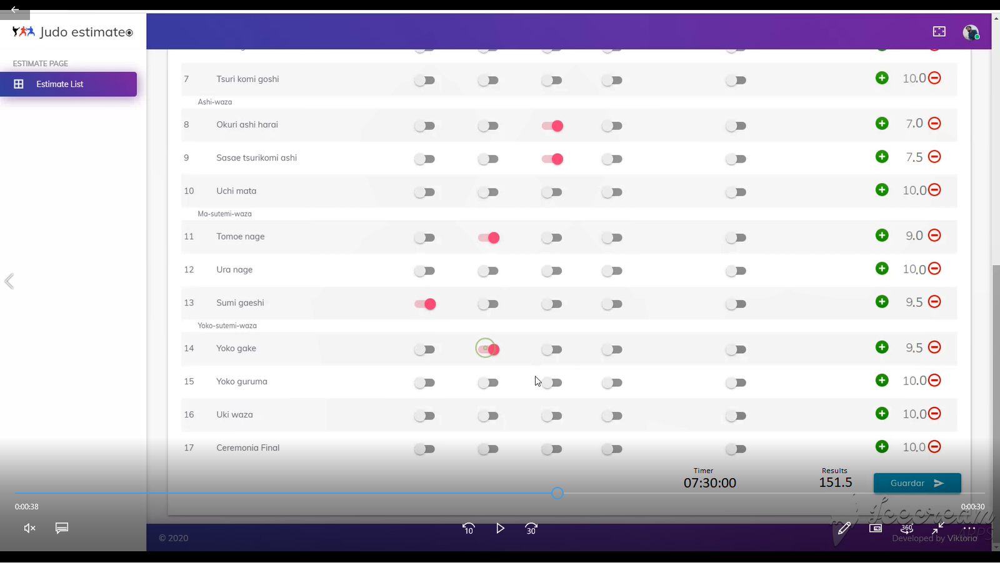 Judo estimate
ESTIMATE PAGE
Estimate List
7 Tsuri komi goshi 10.0
Ashi-waza
8 Okuri ashi harai 7.0
9 Sasae tsurikomi ashi 7.5
10 Uchi mata 10.0
Ma-sutemi-waza
11 Tomoe nage 9.0
12 Ura nage 10.0
13 Sumi gaeshi 9.5
Yoko-sutemi-waza
14 Yoko gake 9.5
15 Yoko guruma 10.0
16 Uki waza 10.0
17 Ceremonia Final 10.0
Timer Results
07:30:00 151.5 Guardar
0:00:38 0:00:30
Icecream
APPS
10 30 360
© 2020 Developed by Viktoria